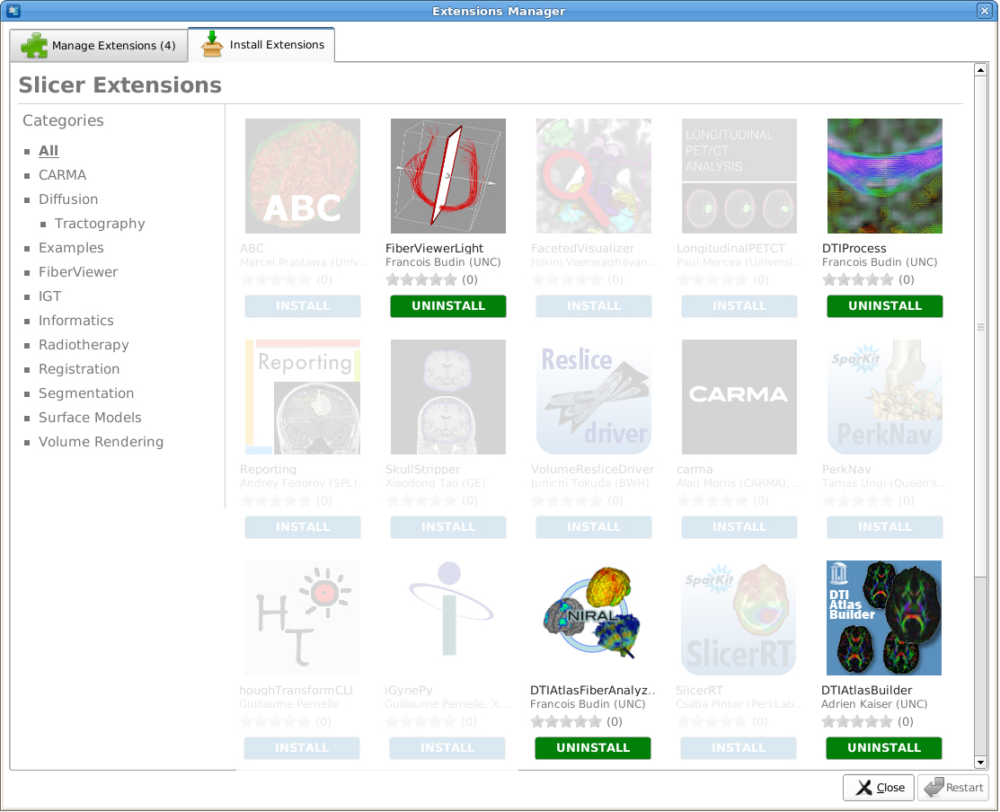 Extensions Manager
Manage Extensions (4)
Install Extensions
Slicer Extensions
Categories
All
CARMA
Diffusion
Tractography
Examples
FiberViewer
IGT
Informatics
Radiotherapy
Registration
Segmentation
Surface Models
Volume Rendering
ABC
ABC
Marcel Prastawa (Univ..
(0)
INSTALL
FiberViewerLight
Francois Budin (UNC)
(0)
UNINSTALL
FacetedVisualizer
Harini Veeraraghavan..
(0)
INSTALL
LONGITUDINAL
PET/CT
ANALYSIS
LongitudinalPETCT
Paul Mercea (Universi...
(0)
INSTALL
DTIProcess
Francois Budin (UNC)
(0)
UNINSTALL
Reporting
Reporting
Andrey Fedorov (SPL)..
(0)
INSTALL
SkullStripper
Xiaodong Tao (GE)
(0)
INSTALL
Reslice
driver
VolumeResliceDriver
Junichi Tokuda (BWH)
(0)
INSTALL
CARMA
carma
Alan Morris (CARMA), ..
(0)
INSTALL
SparKit
PerkNav
PerkNav
Tamas Ungi (Queen's...
(0)
INSTALL
H
T
houghTransformCLI
Guillaume Pernelle
(0)
INSTALL
iGynePy
Guillaume Pernelle, X...
(0)
INSTALL
NIRAL
DTIAtlasFiberAnalyz..
Francois Budin (UNC)
(0)
UNINSTALL
SparKit
SlicerRT
SlicerRT
Csaba Pinter (PerkLab..
(0)
INSTALL
DTI
Atlas
Builder
DTIAtlasBuilder
Adrien Kaiser (UNC)
(0)
UNINSTALL
Close
Restart